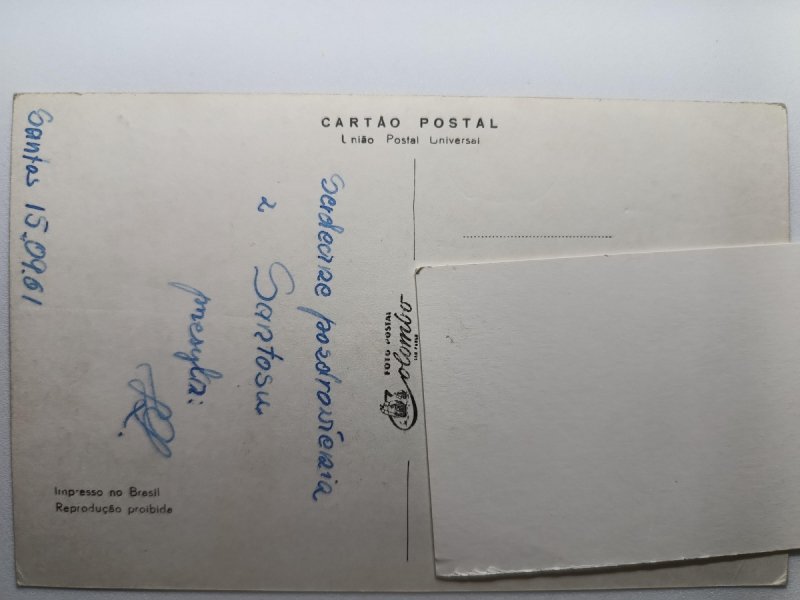 CARTÃO POSTAL
União Postal Universal
Santos 15.09.61
Serdeczne pozdrowienia
z
Santosu
przesyła:
FOTO POSTAL
Impresso no Brasil
Reprodução proibida